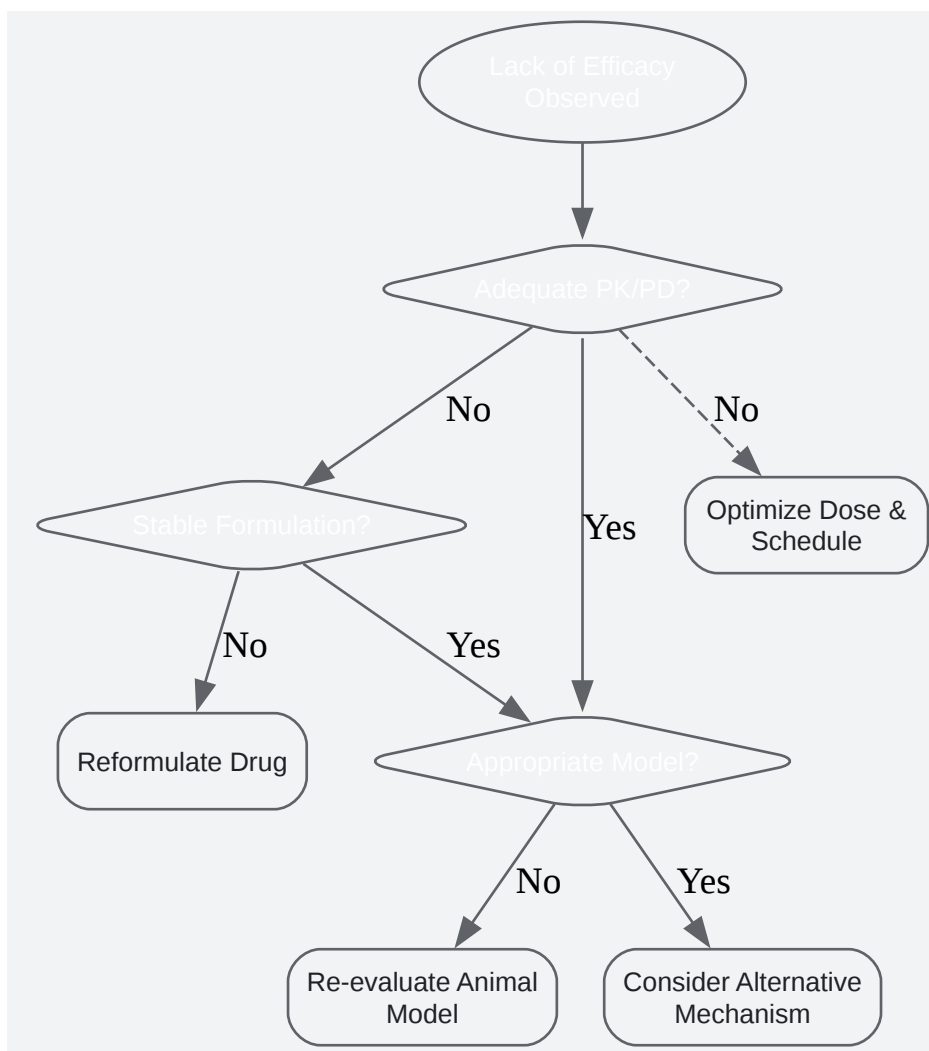 Lack of Efficacy
Observed
Adequate PK/PD?
No
No
Optimize Dose &
Schedule
Stable Formulation?
Yes
No
Yes
Reformulate Drug
Appropriate Model?
No
Yes
Re-evaluate Animal
Model
Consider Alternative
Mechanism